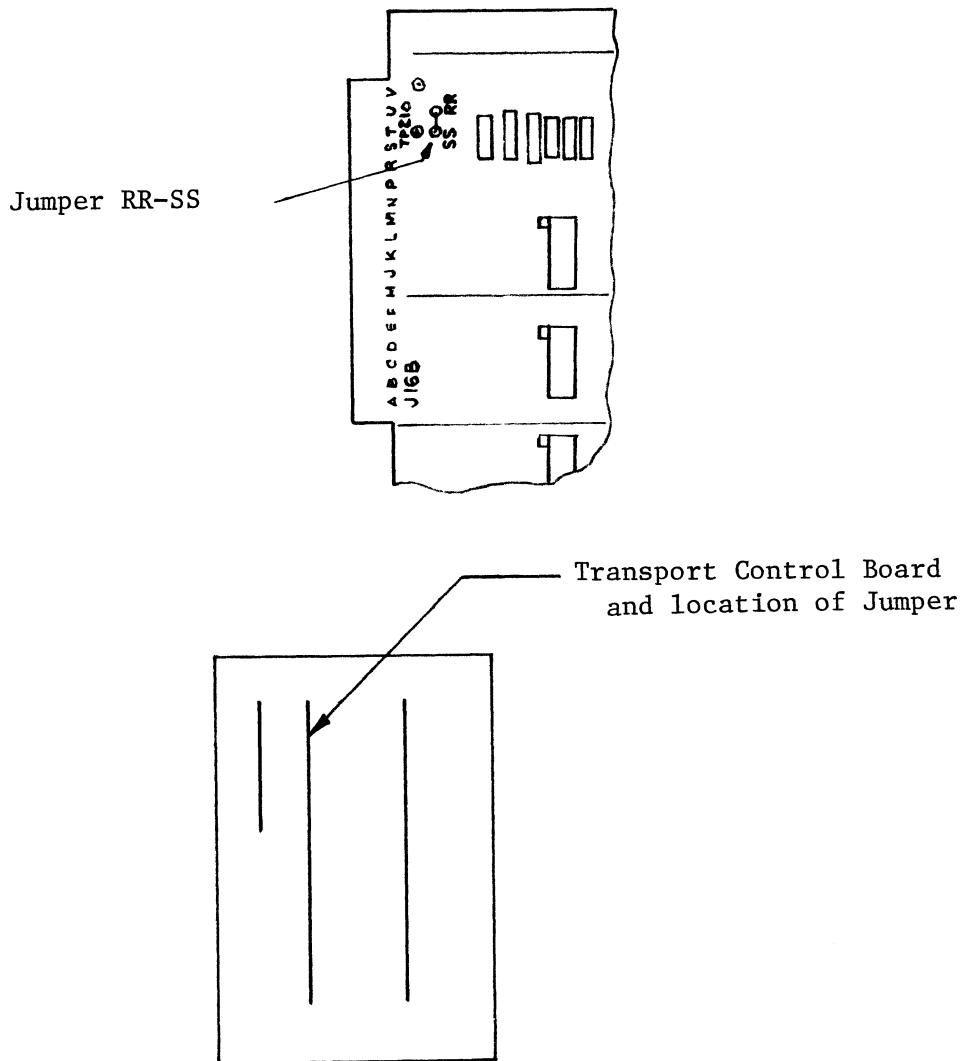 TP210
SS RR
Jumper RR-SS
A B C D E F H J K L M N P R S T U V
J16B
Transport Control Board
and location of Jumper